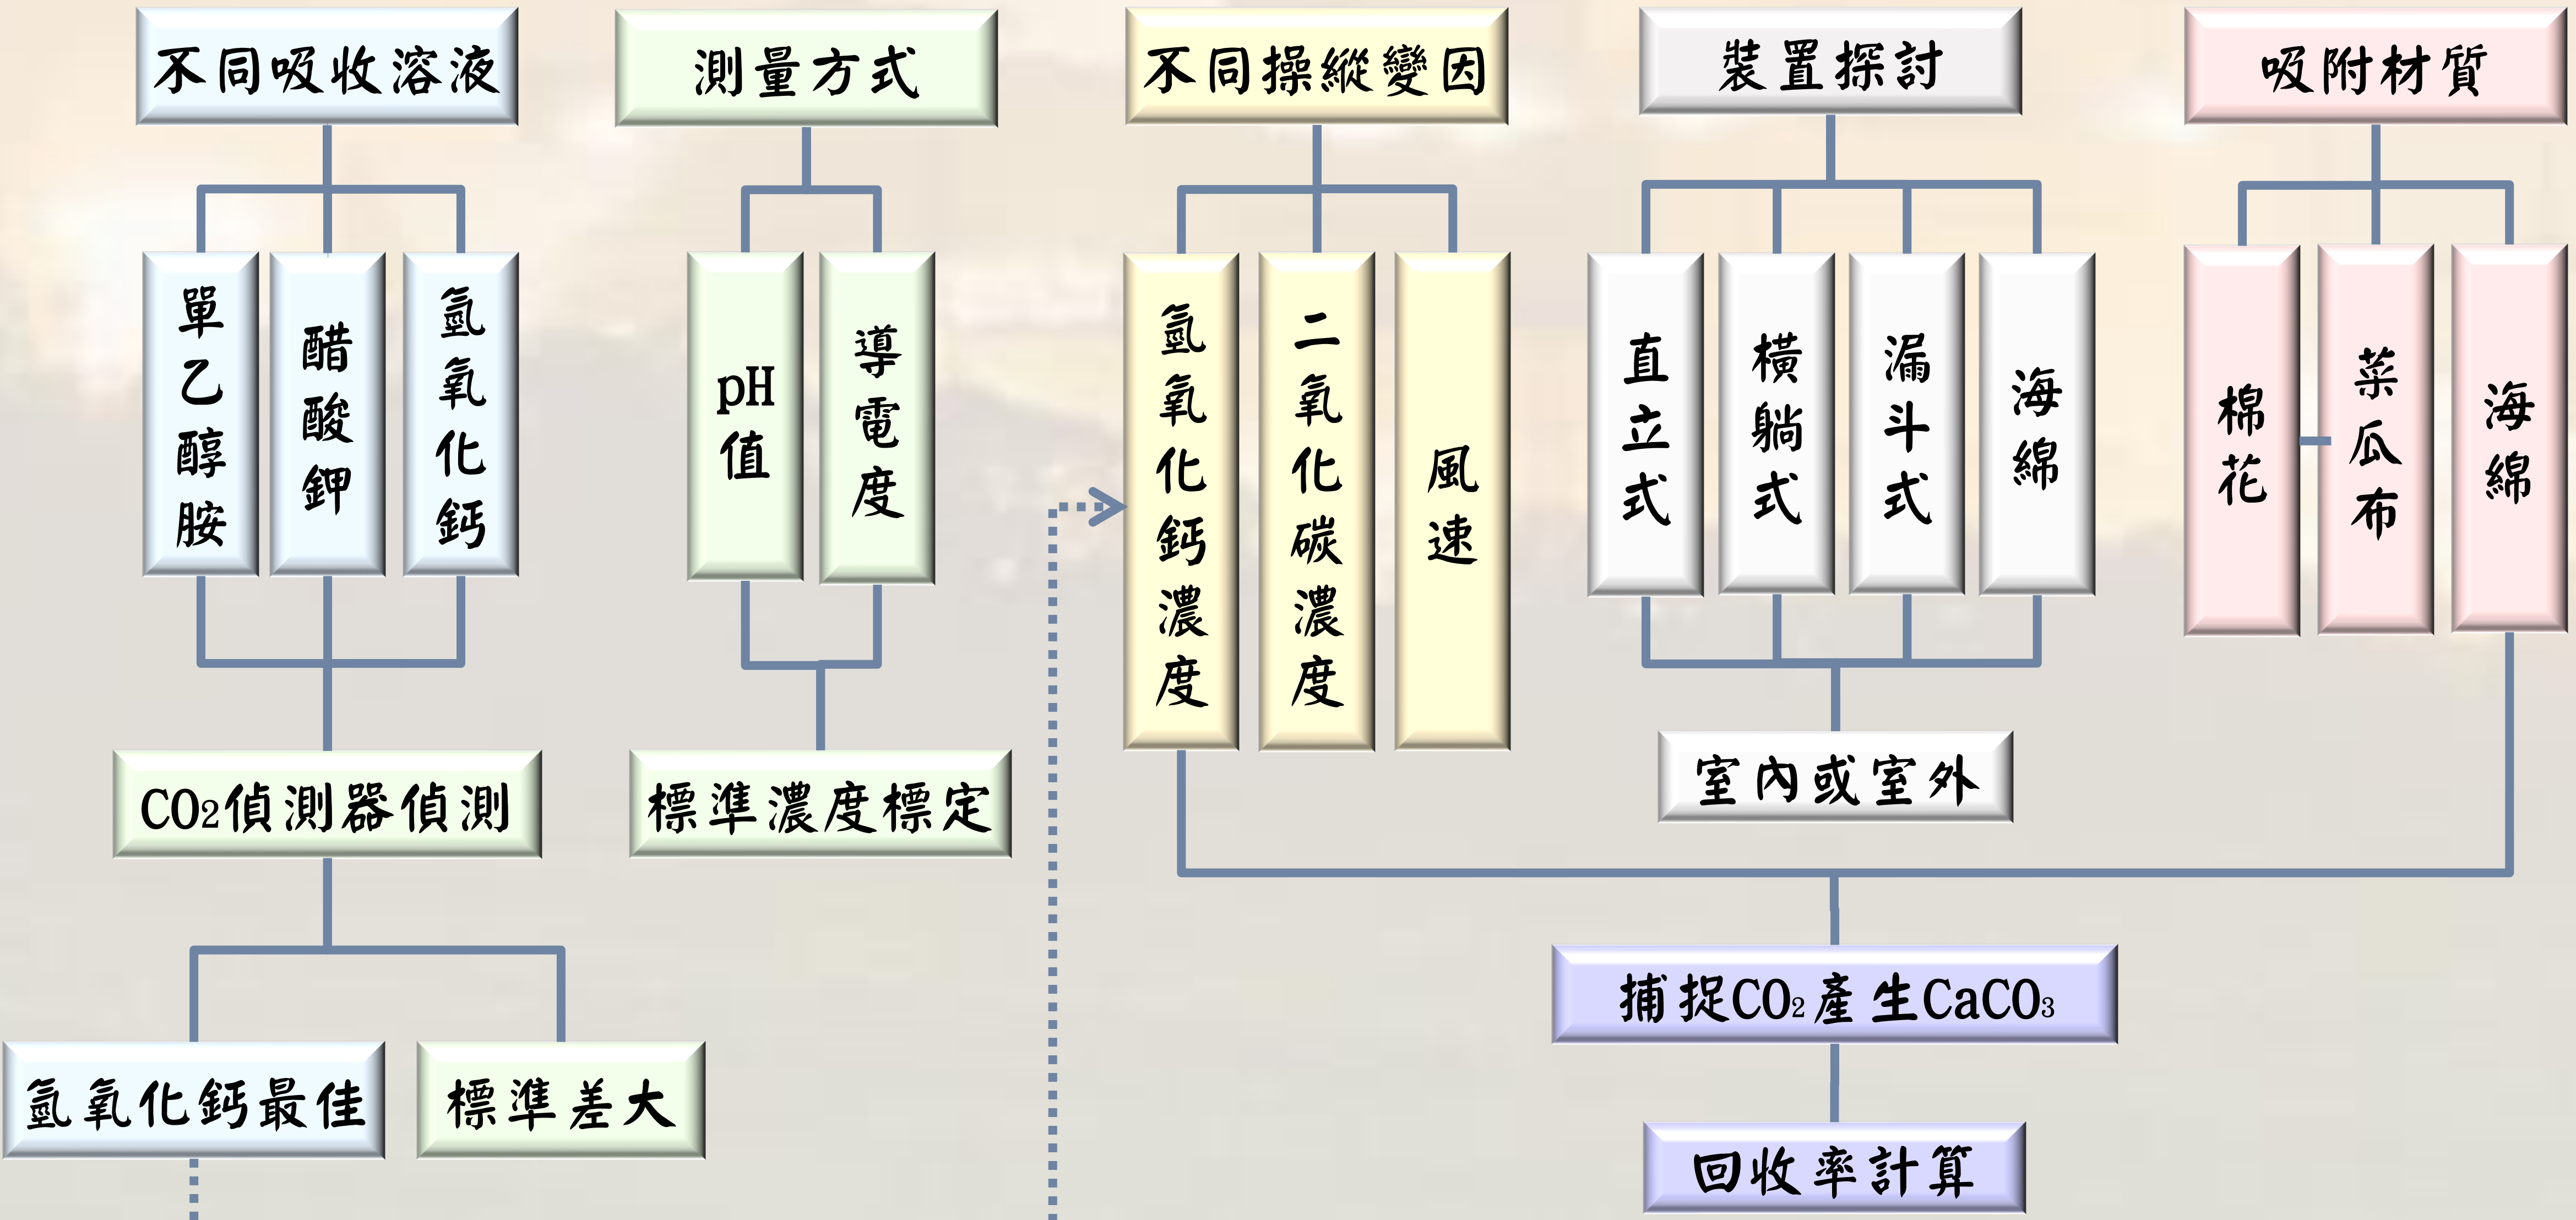 不同吸收溶液
測量方式
不同操縱變因
裝置探討
吸附材質
單乙醇胺
醋酸鉀
氫氧化鈣
pH值
導電度
氫氧化鈣濃度
二氧化碳濃度
風速
直立式
橫躺式
漏斗式
海綿
棉花
菜瓜布
海綿
CO₂偵測器偵測
標準濃度標定
室內或室外
捕捉CO₂產生CaCO₃
氫氧化鈣最佳
標準差大
回收率計算